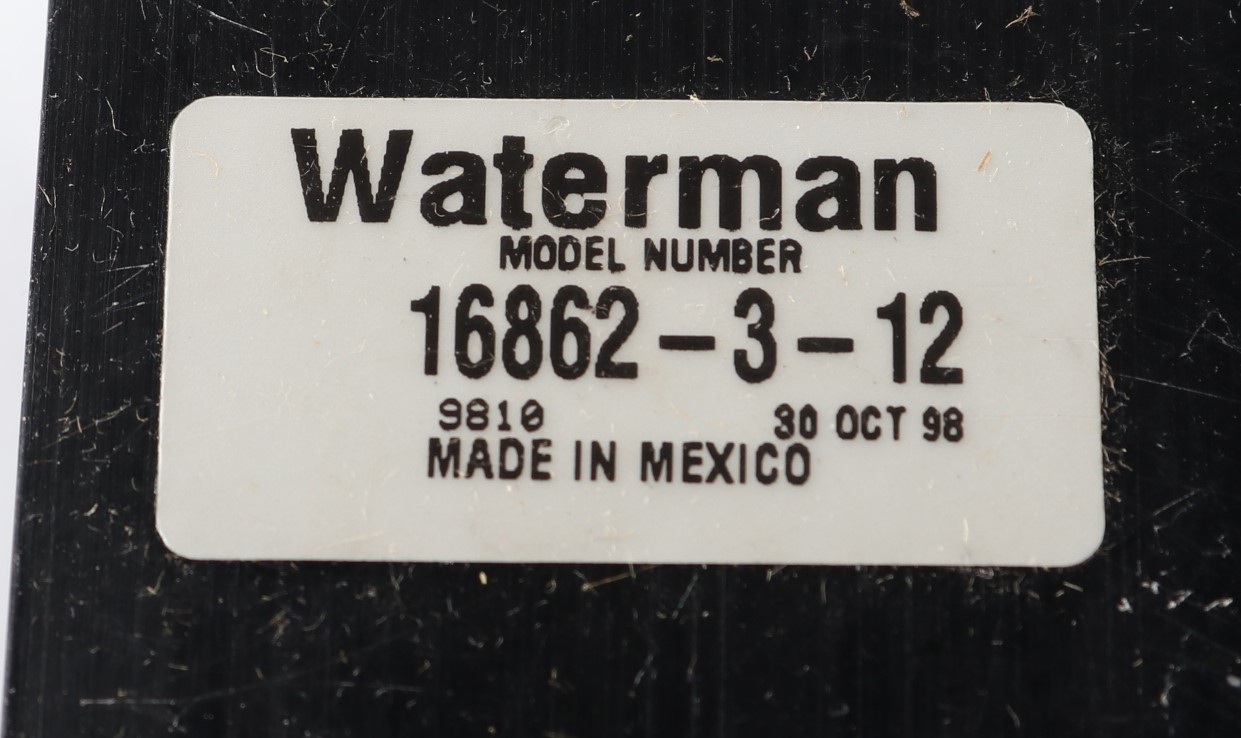 Waterman
MODEL NUMBER
16862-3-12
9810 30 OCT 98
MADE IN MEXICO